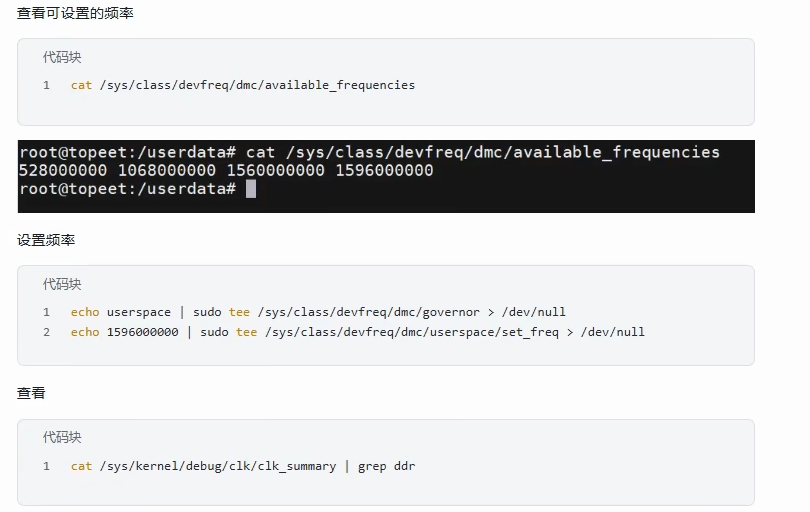 查看可设置的频率
代码块
1 cat /sys/class/devfreq/dmc/available_frequencies
root@topeet:/userdata# cat /sys/class/devfreq/dmc/available_frequencies
528000000 1068000000 1560000000 1596000000
root@topeet:/userdata#
设置频率
代码块
1 echo userspace | sudo tee /sys/class/devfreq/dmc/governor > /dev/null
2 echo 1596000000 | sudo tee /sys/class/devfreq/dmc/userspace/set_freq > /dev/null
查看
代码块
1 cat /sys/kernel/debug/clk/clk_summary | grep ddr